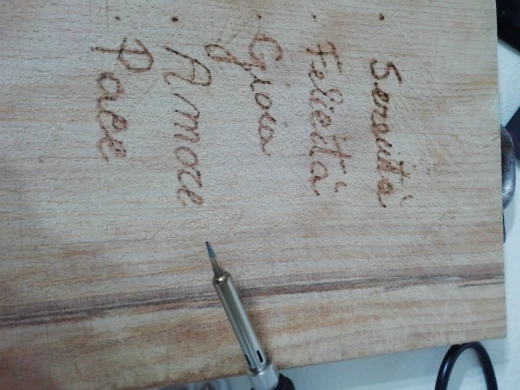 Serenità
Felicità
Gioia
Amore
Pace